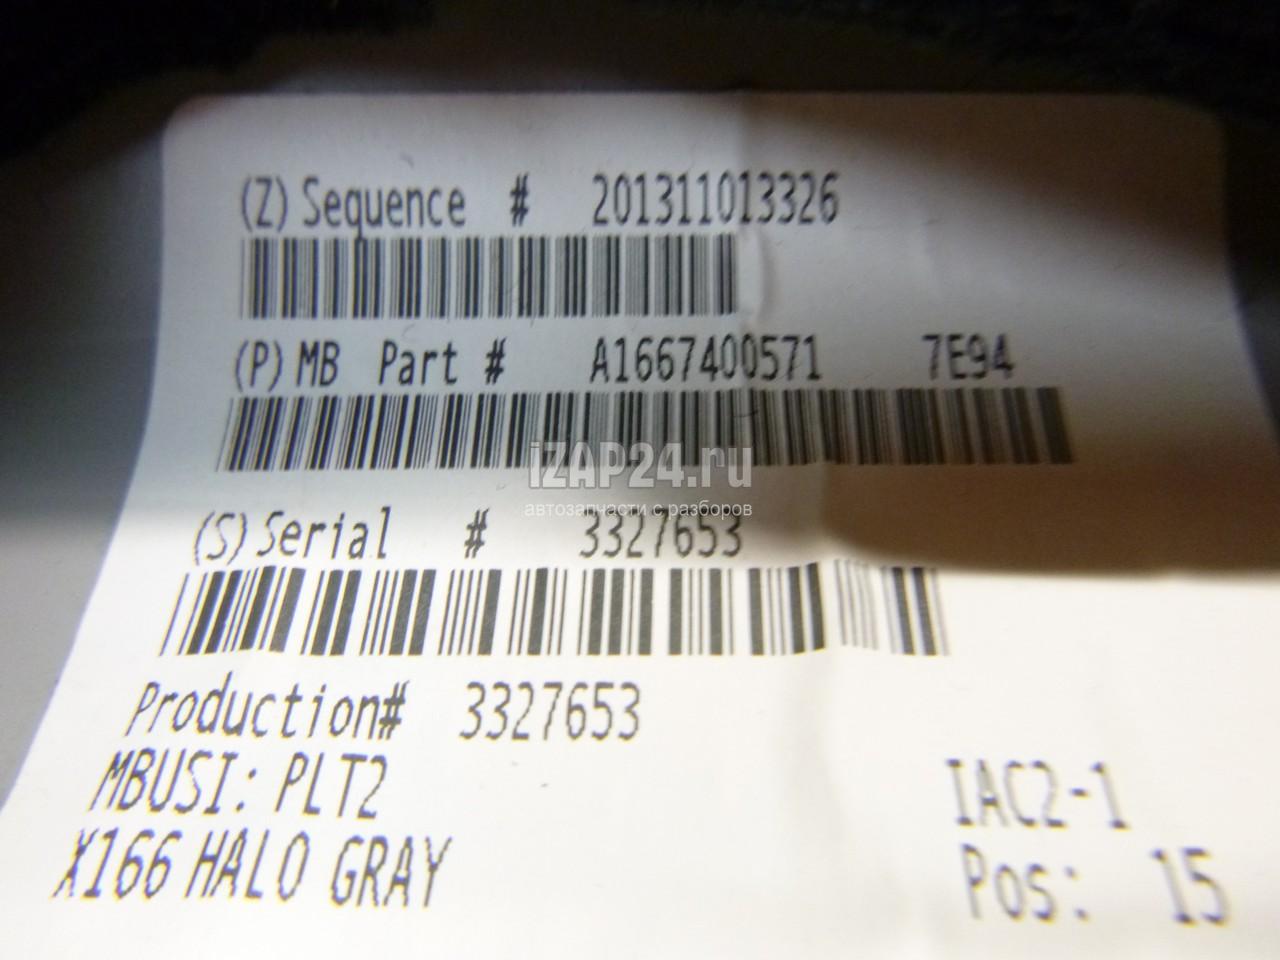 (Z) Sequence # 201311013326
(P) MB Part # A1667400571 7E94
iZAP24.ru
автозапчасти с разборов
(S) Serial # 3327653
Production# 3327653
MBUSI: PLT2
IAC2-1
X166 HALO GRAY
Pos: 15